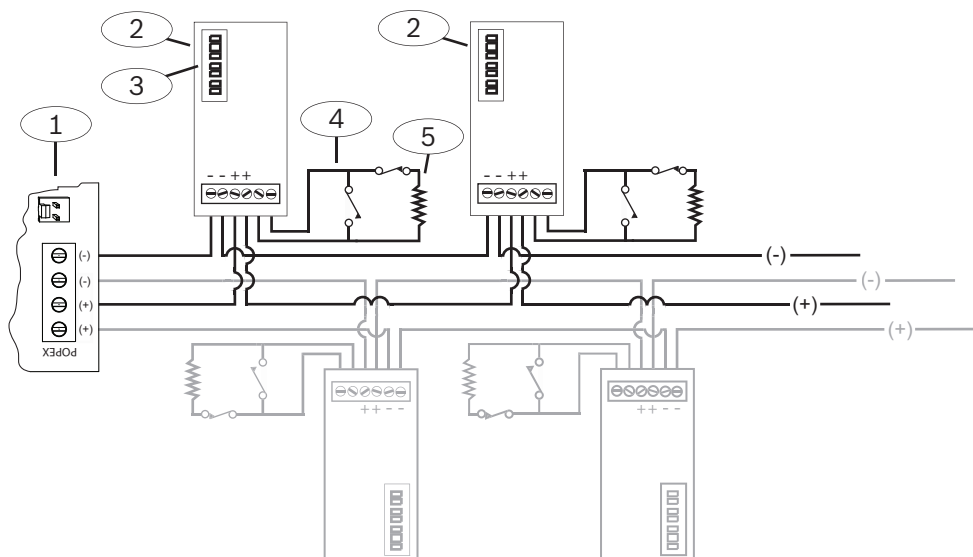 2
2
3
4
1
5
- - + +
- - + +
(-)
(-)
(-)
(-)
(+)
(+)
(+)
(+)
POPEX
+ + - -
+ + - -